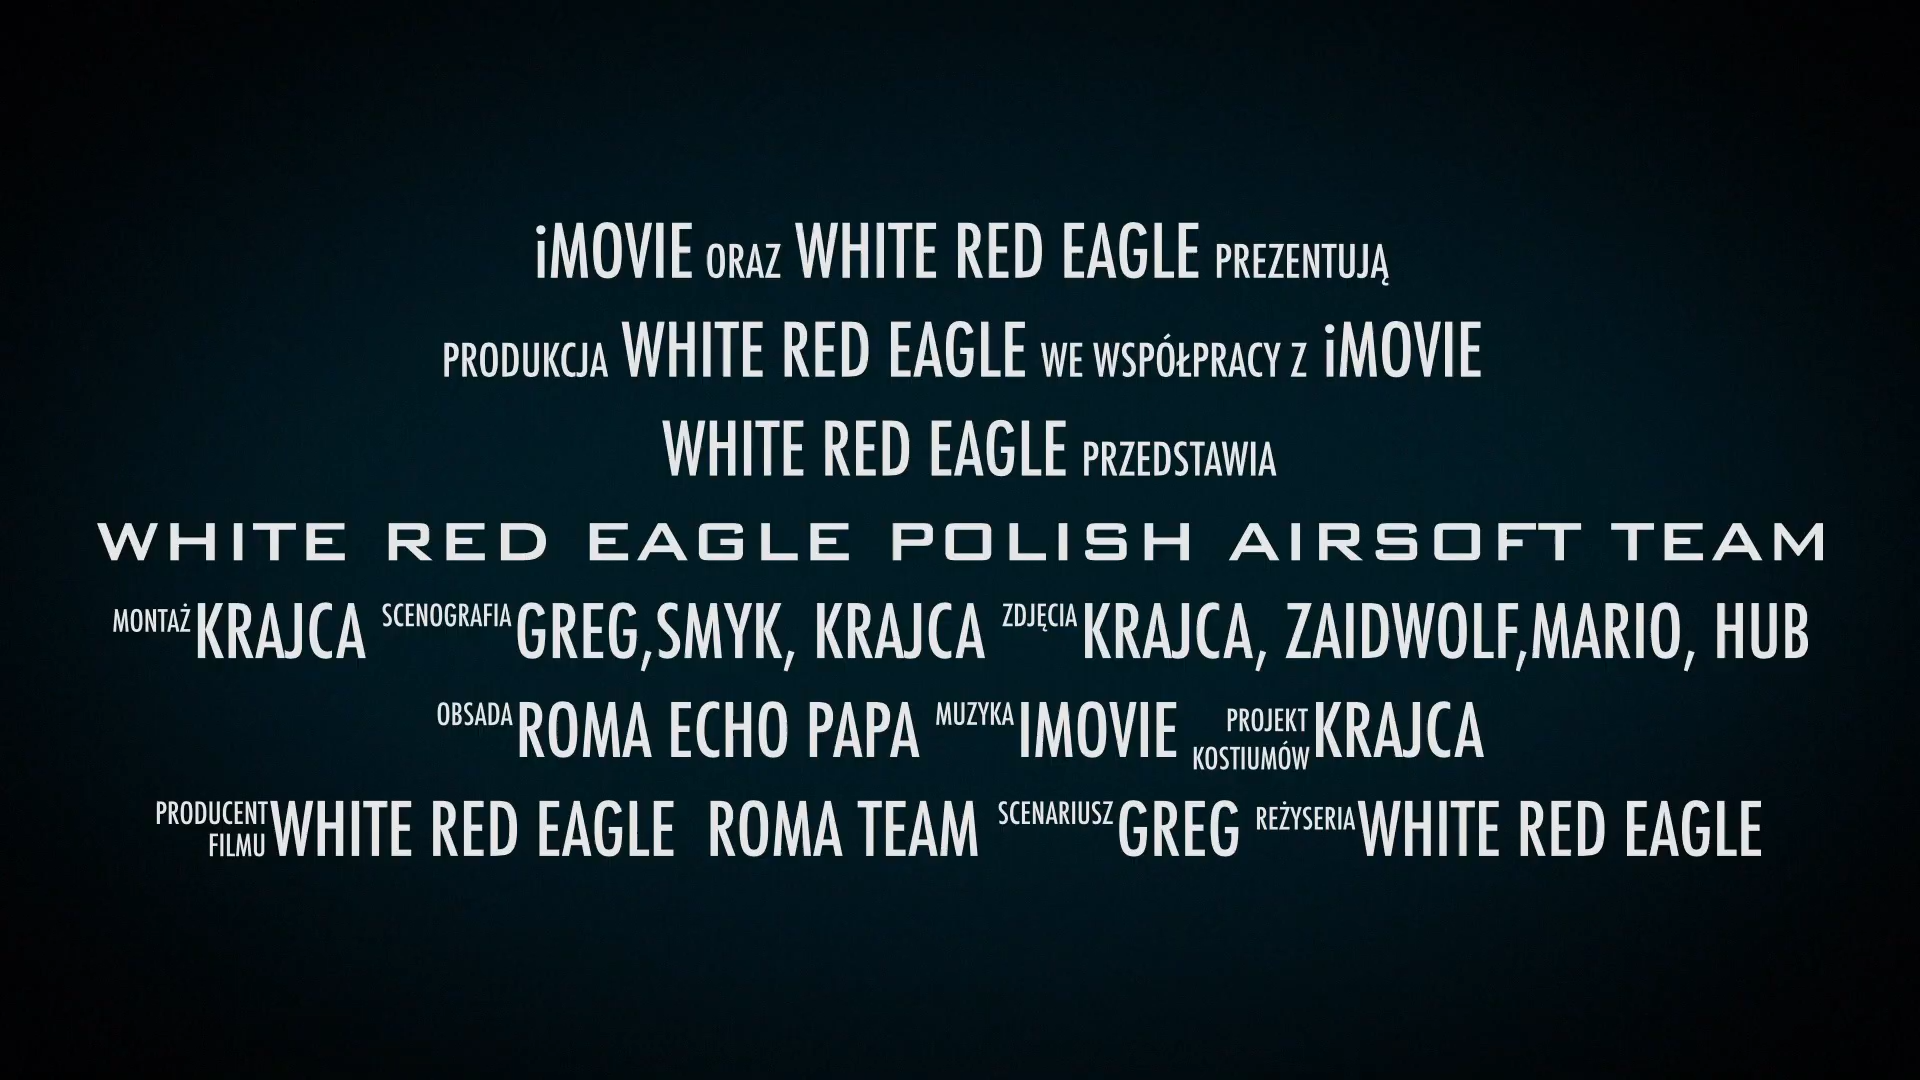 iMOVIE ORAZ WHITE RED EAGLE PREZENTUJĄ
PRODUKCJA WHITE RED EAGLE WE WSPÓłPRACY Z iMOVIE
WHITE RED EAGLE PRZEDSTAWIA
WHITE RED EAGLE POLISH AIRSOFT TEAM
MONTAŻ KRAJCA SCENOGRAFIA GREG,SMYK, KRAJCA ZDJĘCIA KRAJCA, ZAIDWOLF,MARIO, HUB
OBSADA ROMA ECHO PAPA MUZYKA IMOVIE PROJEKT KOSTIUMÓW KRAJCA
PRODUCENT FILMU WHITE RED EAGLE ROMA TEAM SCENARIUSZ GREG REŻYSERIA WHITE RED EAGLE